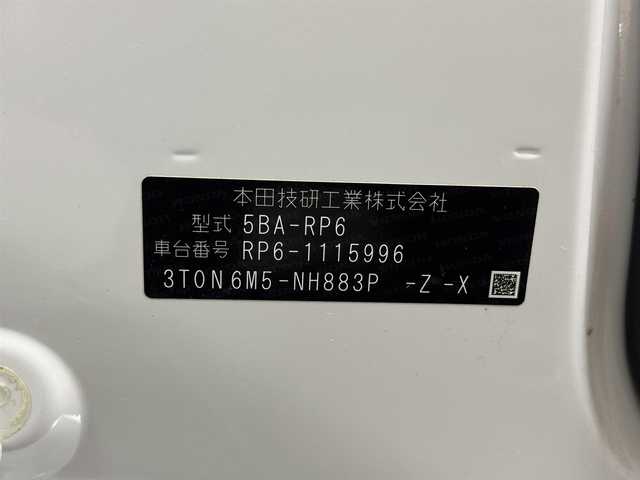 本田技研工業株式会社
型式 5BA-RP6
車台番号 RP6-1115996
3T0N6M5-NH883P -Z -X